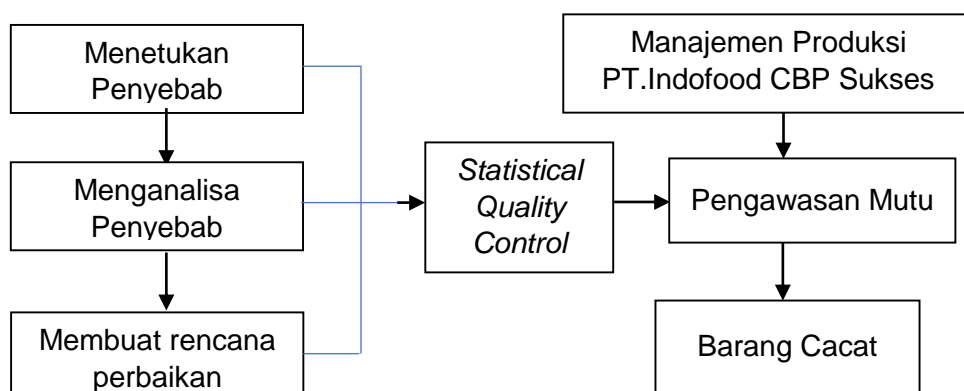 Menetukan
Penyebab
Menganalisa
Penyebab
Membuat rencana
perbaikan
Statistical
Quality
Control
Manajemen Produksi
PT.Indofood CBP Sukses
Pengawasan Mutu
Barang Cacat